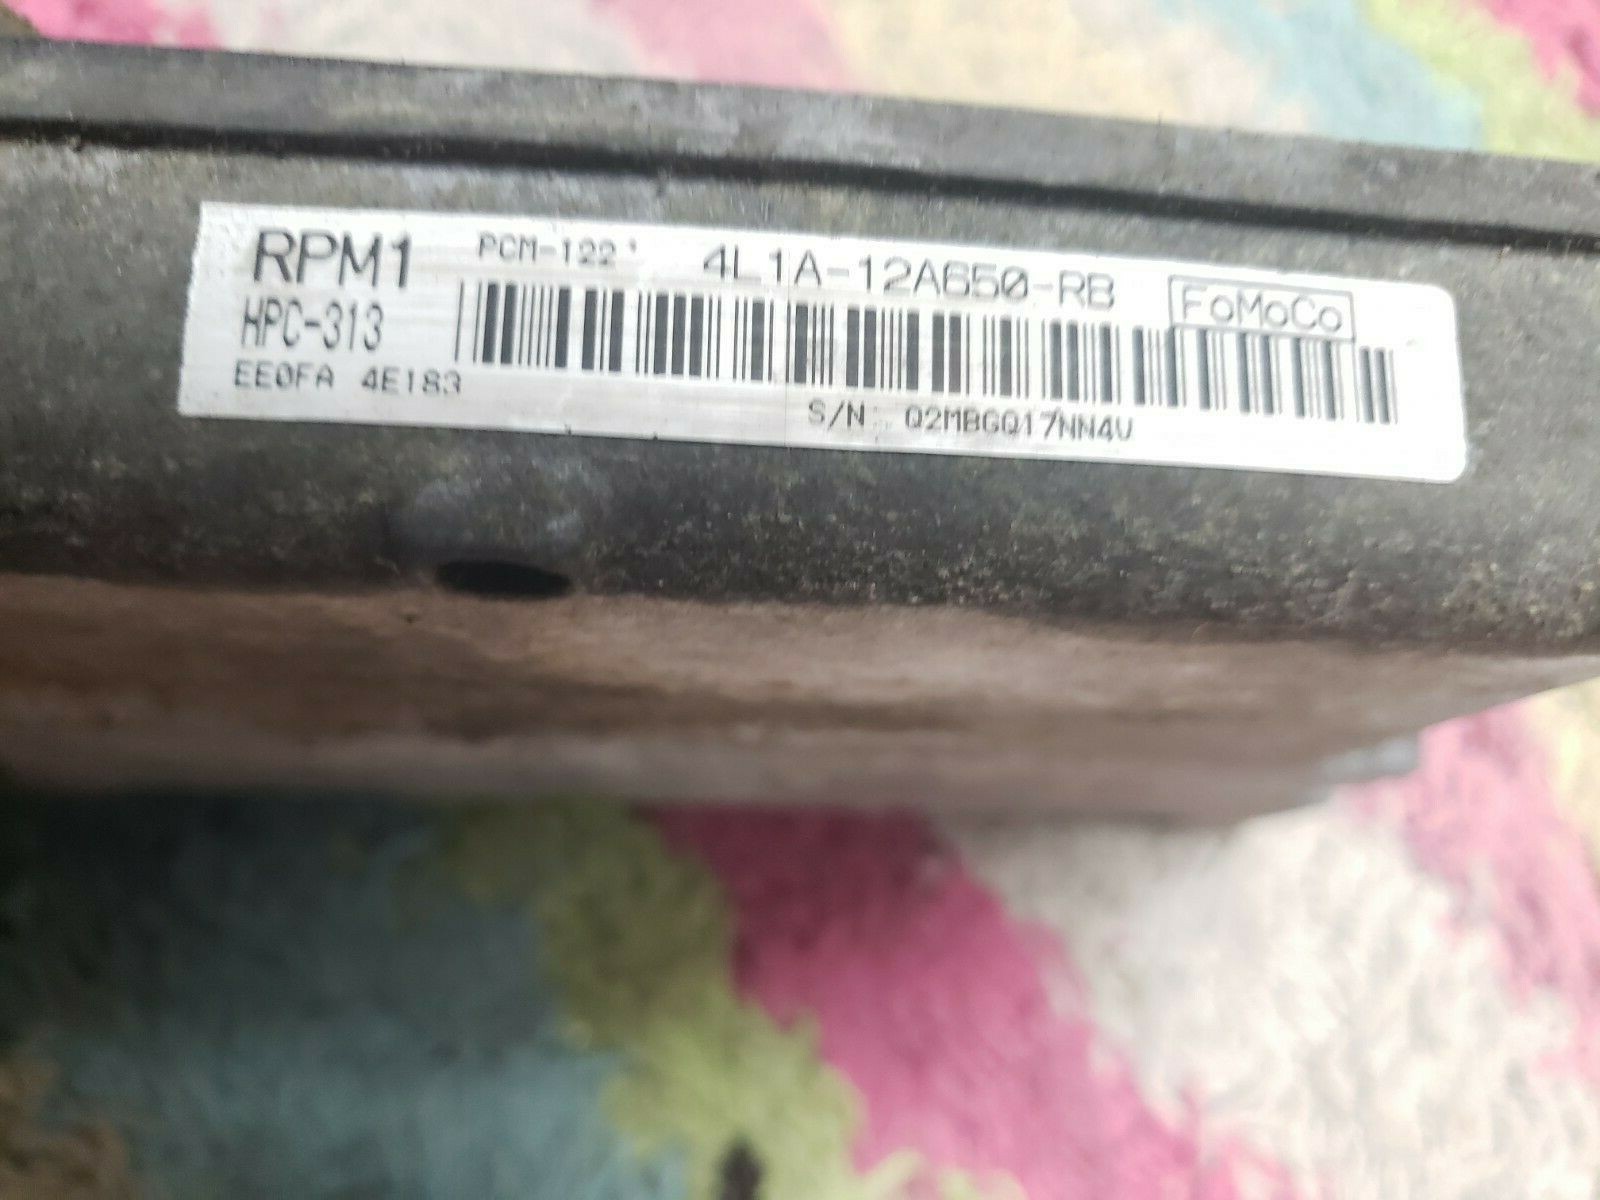 RPM1 PCM-122 4L1A-12A650-RB FoMoCo
HPC-313
EE0FA 4E183
S/N: Q2MBGQ17NN4V